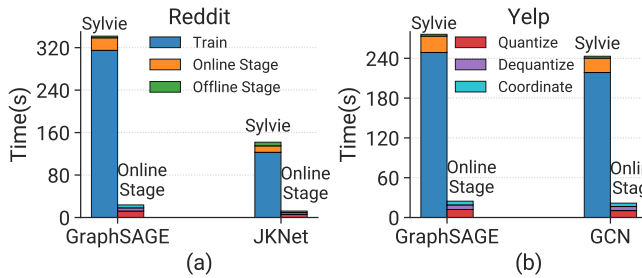 Reddit
Time(s)
320
240
160
80
0
Sylvie
Train
Online Stage
Offline Stage
Sylvie
Online
Stage
Online
Stage
GraphSAGE
JKNet
(a)
Yelp
Time(s)
240
180
120
60
0
Sylvie
Quantize
Dequantize
Coordinate
Sylvie
Online
Stage
GraphSAGE
GCN
(b)